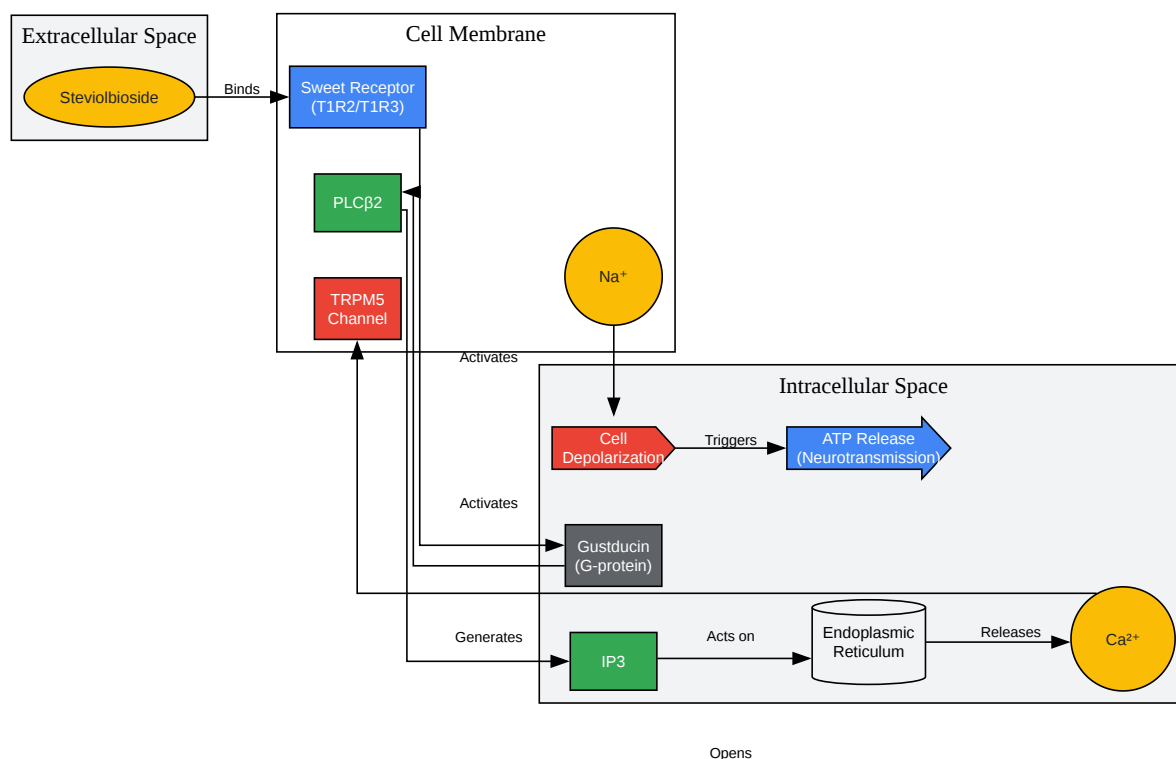 Extracellular Space
Cell Membrane
Steviolbioside
Binds
Sweet Receptor
(T1R2/T1R3)
PLCβ2
Na⁺
TRPM5
Channel
Activates
Intracellular Space
Cell
Depolarization
Triggers
ATP Release
(Neurotransmission)
Activates
Gustducin
(G-protein)
Generates
IP3
Acts on
Endoplasmic
Reticulum
Releases
Ca²⁺
Opens